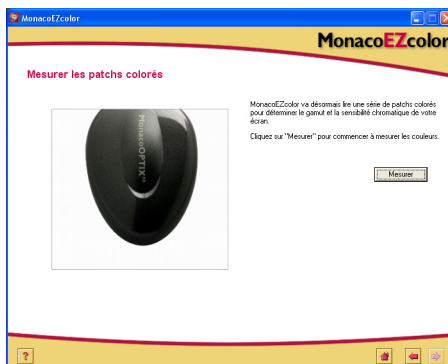 MonacoEZcolor
MonacoEZcolor
Mesurer les patchs colorés
MonacoEZcolor va désormais lire une série de patchs colorés
pour déterminer le gamut et la sensibilité chromatique de votre
écran.
Cliquez sur "Mesurer" pour commencer à mesurer les couleurs.
MonacoOPTIX
Mesurer
?